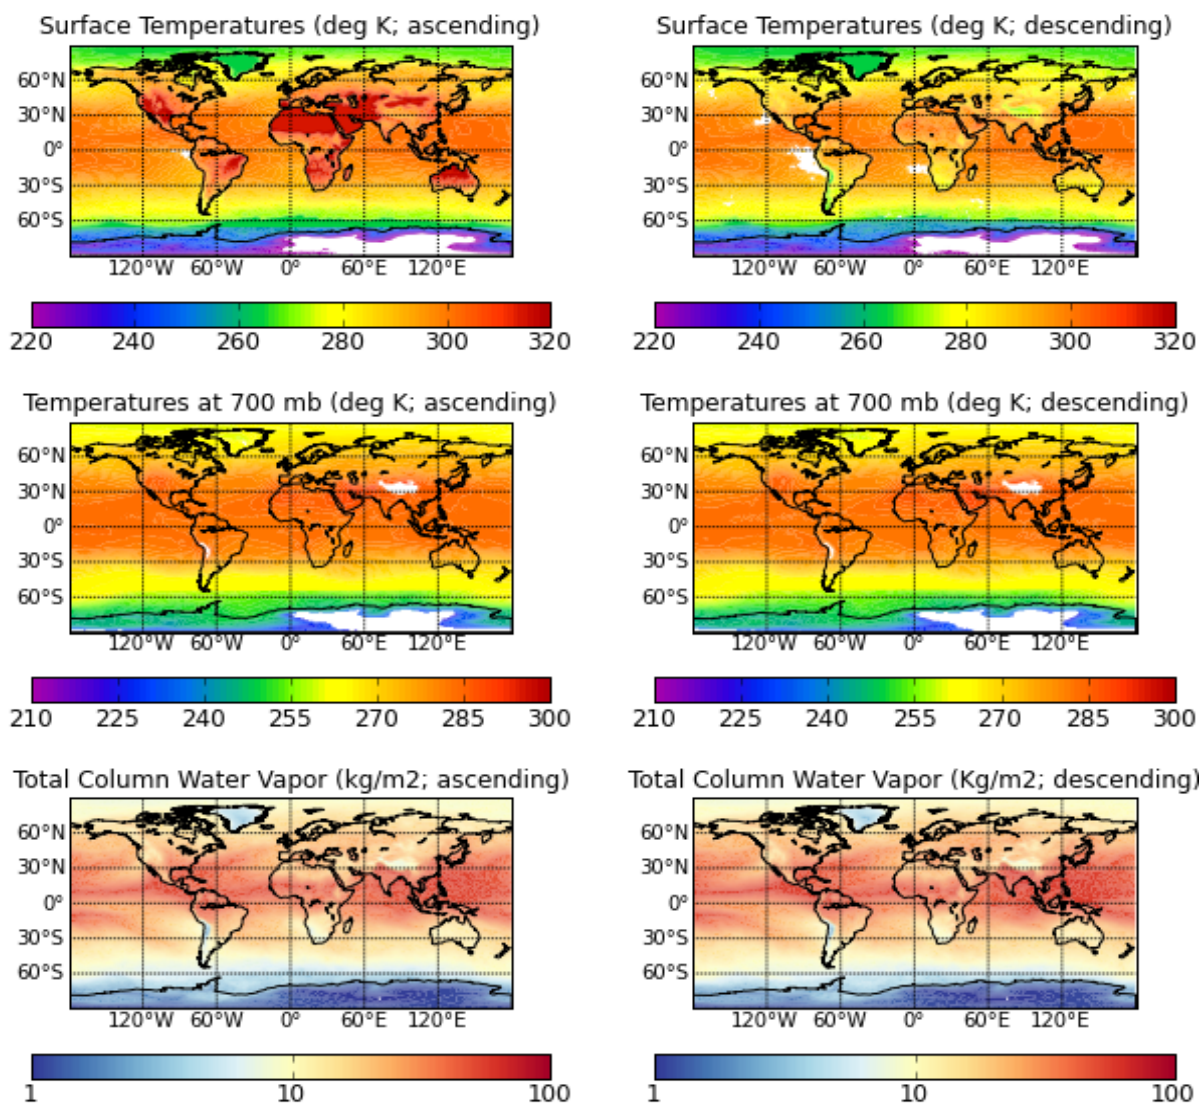 Surface Temperatures (deg K; ascending)
Surface Temperatures (deg K; descending)
60°N
30°N
0°
30°S
60°S
120°W 60°W 0° 60°E 120°E
60°N
30°N
0°
30°S
60°S
120°W 60°W 0° 60°E 120°E
220 240 260 280 300 320
220 240 260 280 300 320
Temperatures at 700 mb (deg K; ascending)
Temperatures at 700 mb (deg K; descending)
60°N
30°N
0°
30°S
60°S
120°W 60°W 0° 60°E 120°E
60°N
30°N
0°
30°S
60°S
120°W 60°W 0° 60°E 120°E
210 225 240 255 270 285 300
210 225 240 255 270 285 300
Total Column Water Vapor (kg/m2; ascending)
Total Column Water Vapor (Kg/m2; descending)
60°N
30°N
0°
30°S
60°S
120°W 60°W 0° 60°E 120°E
60°N
30°N
0°
30°S
60°S
120°W 60°W 0° 60°E 120°E
1 10 100
1 10 100